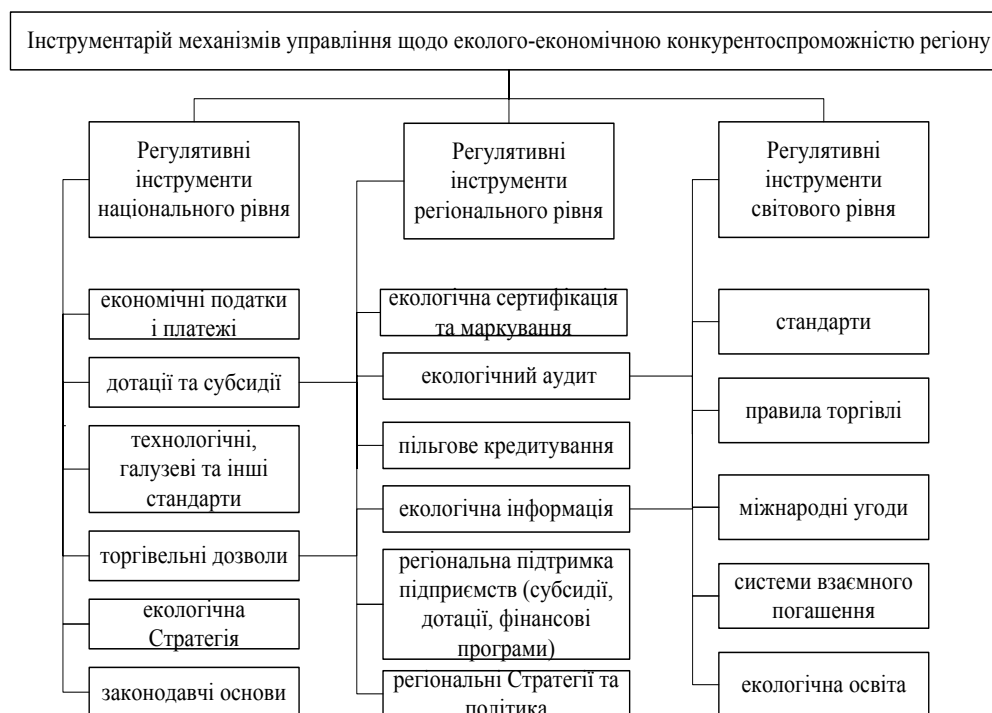 Інструментарій механізмів управління щодо еколого-економічною конкурентоспроможністю регіону
Регулятивні
інструменти
національного рівня
економічні податки
і платежі
дотації та субсидії
технологічні,
галузеві та інші
стандарти
торгівельні дозволи
екологічна
Стратегія
законодавчі основи
Регулятивні
інструменти
регіонального рівня
екологічна сертифікація
та маркування
екологічний аудит
пільгове кредитування
екологічна інформація
регіональна підтримка
підприємств (субсидії,
дотації, фінансові
програми)
регіональні Стратегії та
політика
Регулятивні
інструменти
світового рівня
стандарти
правила торгівлі
міжнародні угоди
системи взаємного
погашення
екологічна освіта